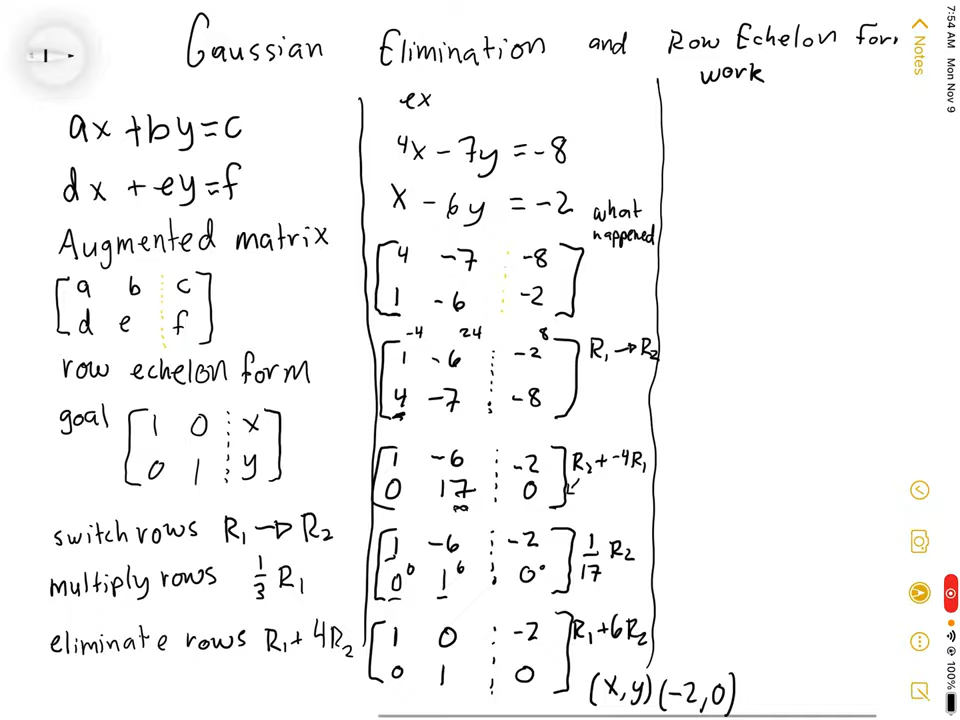 Gaussian Elimination and Row Echelon For
work
ax + by = c
dx + ey = f
Augmented matrix
a b c
d e f
row echelon form
goal
1 0 x
0 1 y
switch rows R₁ → R₂
multiply rows 1/3 R₁
eliminate rows R₁ + 4R₂
ex
4x - 7y = -8
x - 6y = -2
what
happened
4 -7 -8
1 -6 -2
-4 24 8
1 -6 -2 R₁ → R₂
4 -7 -8
1 -6 -2 R₂ + -4R₁
0 17 0
1 -6 -2 1/17 R₂
0 0 1 6 0 0
1 0 -2 R₁ + 6R₂
0 1 0
(x,y) (-2,0)
7:54 AM Mon Nov 9
Notes
100%